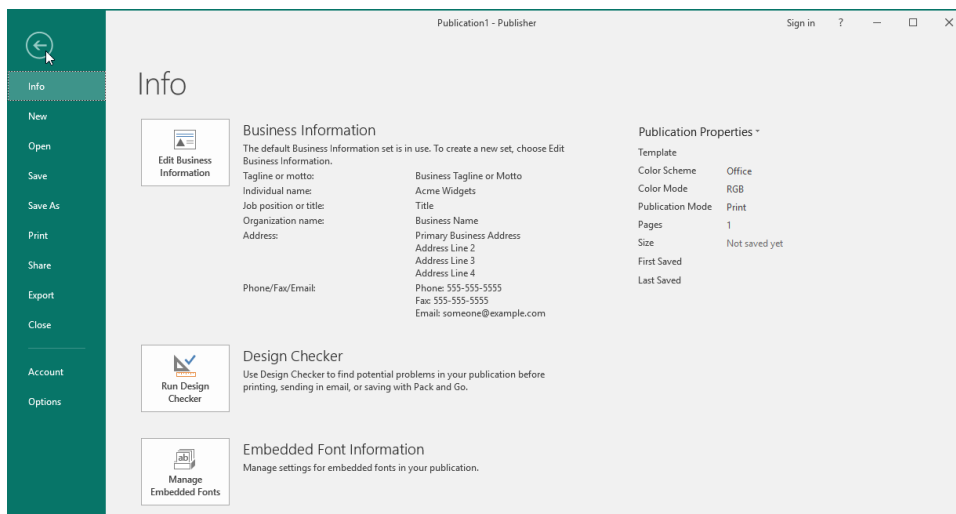 Publication1 - Publisher
Sign in ?
Info
New
Open
Save
Save As
Print
Share
Export
Close
Account
Options
Info
Edit Business
Information
Business Information
The default Business Information set is in use. To create a new set, choose Edit
Business Information.
Tagline or motto: Business Tagline or Motto
Individual name: Acme Widgets
Job position or title: Title
Organization name: Business Name
Address: Primary Business Address
Address Line 2
Address Line 3
Address Line 4
Phone/Fax/Email: Phone: 555-555-5555
Fax: 555-555-5555
Email: someone@example.com
Publication Properties
Template
Color Scheme Office
Color Mode RGB
Publication Mode Print
Pages 1
Size Not saved yet
First Saved
Last Saved
Run Design
Checker
Design Checker
Use Design Checker to find potential problems in your publication before
printing, sending in email, or saving with Pack and Go.
Manage
Embedded Fonts
Embedded Font Information
Manage settings for embedded fonts in your publication.